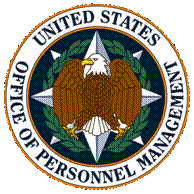 UNITED STATES
OFFICE OF PERSONNEL MANAGEMENT